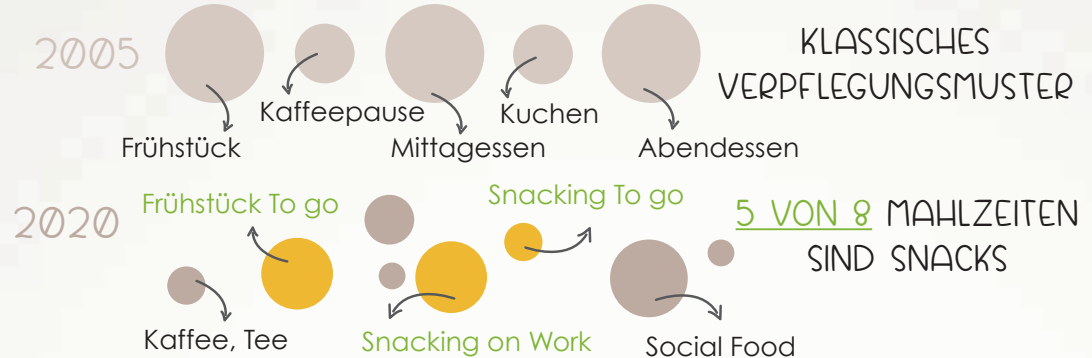 2005
KLASSISCHES
VERPFLEGUNGSMUSTER
Kaffeepause
Kuchen
Frühstück
Mittagessen
Abendessen
2020
Frühstück To go
Snacking To go
5 VON 8 MAHLZEITEN
SIND SNACKS
Kaffee, Tee
Snacking on Work
Social Food